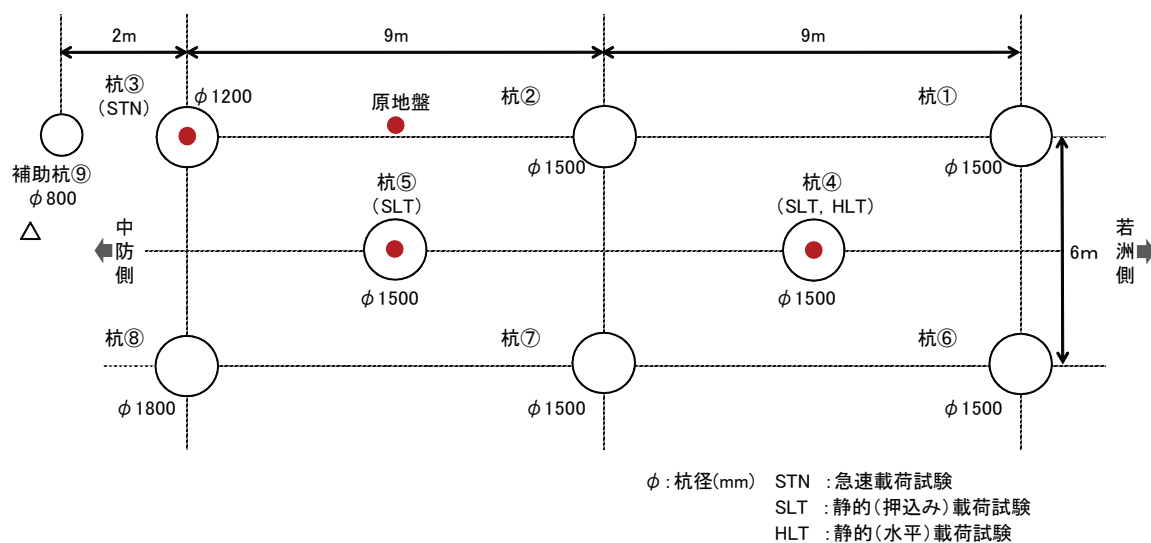 2m
9m
9m
杭③
(STN)
φ1200
原地盤
杭②
杭①
補助杭⑨
φ800
φ1500
φ1500
杭⑤
(SLT)
杭④
(SLT, HLT)
△
中防側
6m
若洲側
φ1500
φ1500
杭⑧
杭⑦
杭⑥
φ1800
φ1500
φ1500
φ:杭径(mm) STN :急速載荷試験
SLT :静的(押込み)載荷試験
HLT :静的(水平)載荷試験